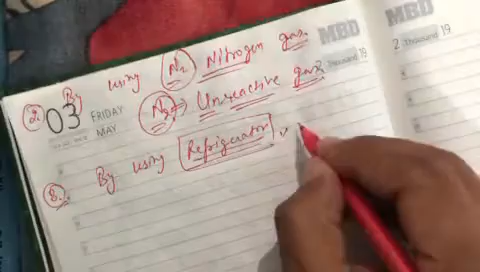 MBD
MBD
2. By using N₂ Nitrogen gas.
2 Thousand 19
2 Thousand 19
03 FRIDAY
MAY
N₂ → Unreactive gas
8. By using Refrigerator